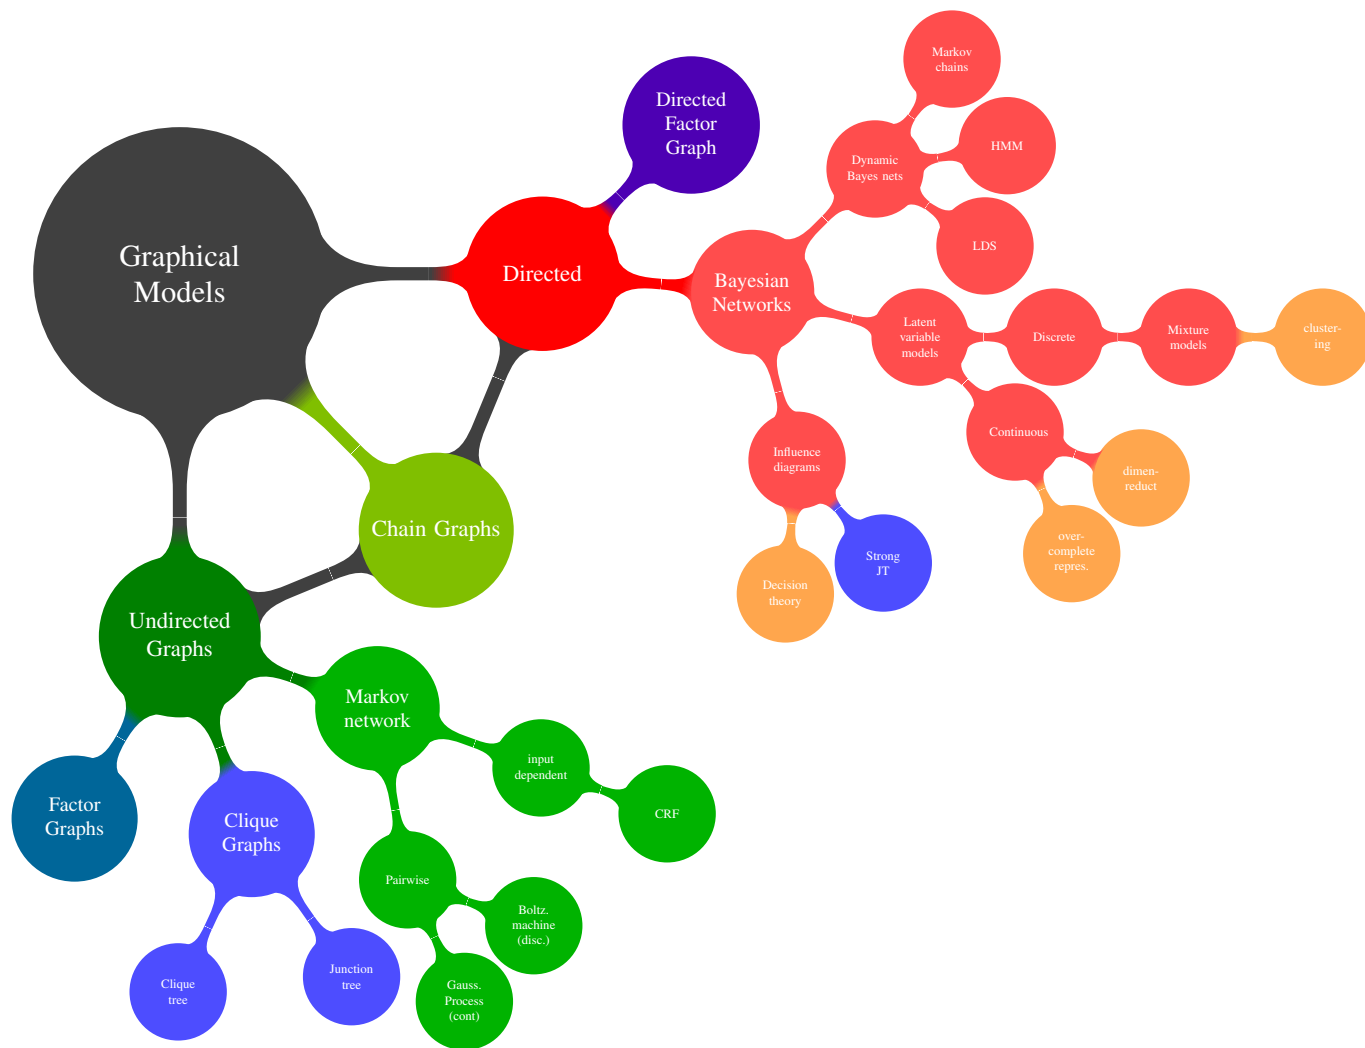 Graphical
Models
Directed
Directed
Factor
Graph
Bayesian
Networks
Dynamic
Bayes nets
Markov
chains
HMM
LDS
Latent
variable
models
Discrete
Mixture
models
cluster-
ing
Continuous
dimen-
reduct
over-
complete
repres.
Influence
diagrams
Strong
JT
Decision
theory
Chain Graphs
Undirected
Graphs
Markov
network
input
dependent
CRF
Pairwise
Boltz.
machine
(disc.)
Gauss.
Process
(cont)
Factor
Graphs
Clique
Graphs
Clique
tree
Junction
tree